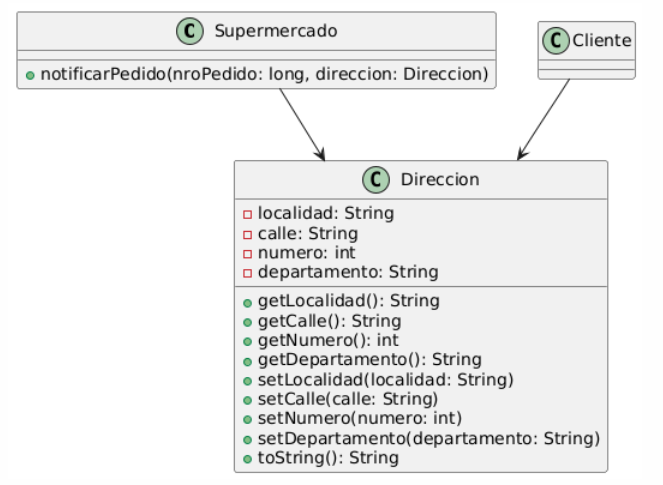 C Supermercado
notificarPedido(nroPedido: long, direccion: Direccion)
C Cliente
C Direccion
localidad: String
calle: String
numero: int
departamento: String
getLocalidad(): String
getCalle(): String
getNumero(): int
getDepartamento(): String
setLocalidad(localidad: String)
setCalle(calle: String)
setNumero(numero: int)
setDepartamento(departamento: String)
toString(): String